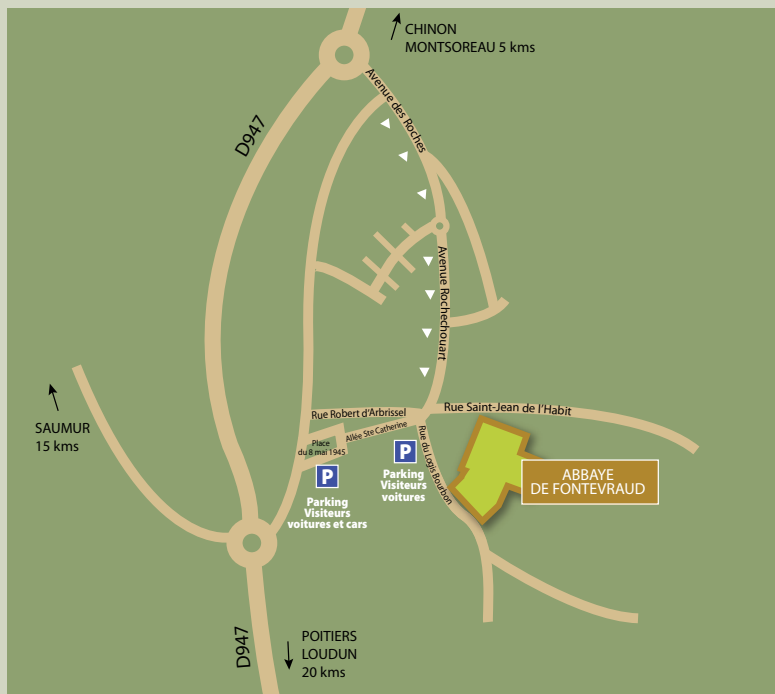 CHINON
MONTSOREAU 5 kms
Avenue des Roches
D947
Avenue Rochechouart
SAUMUR
15 kms
Rue Robert d'Arbrissel
Rue Saint-Jean de l'Habit
Allée Ste Catherine
Place
du 8 mai 1945
Rue du Logis Bourbon
P
Parking
Visiteurs
voitures
P
Parking
Visiteurs
voitures et cars
ABBAYE
DE FONTEVRAUD
D947
POITIERS
LOUDUN
20 kms